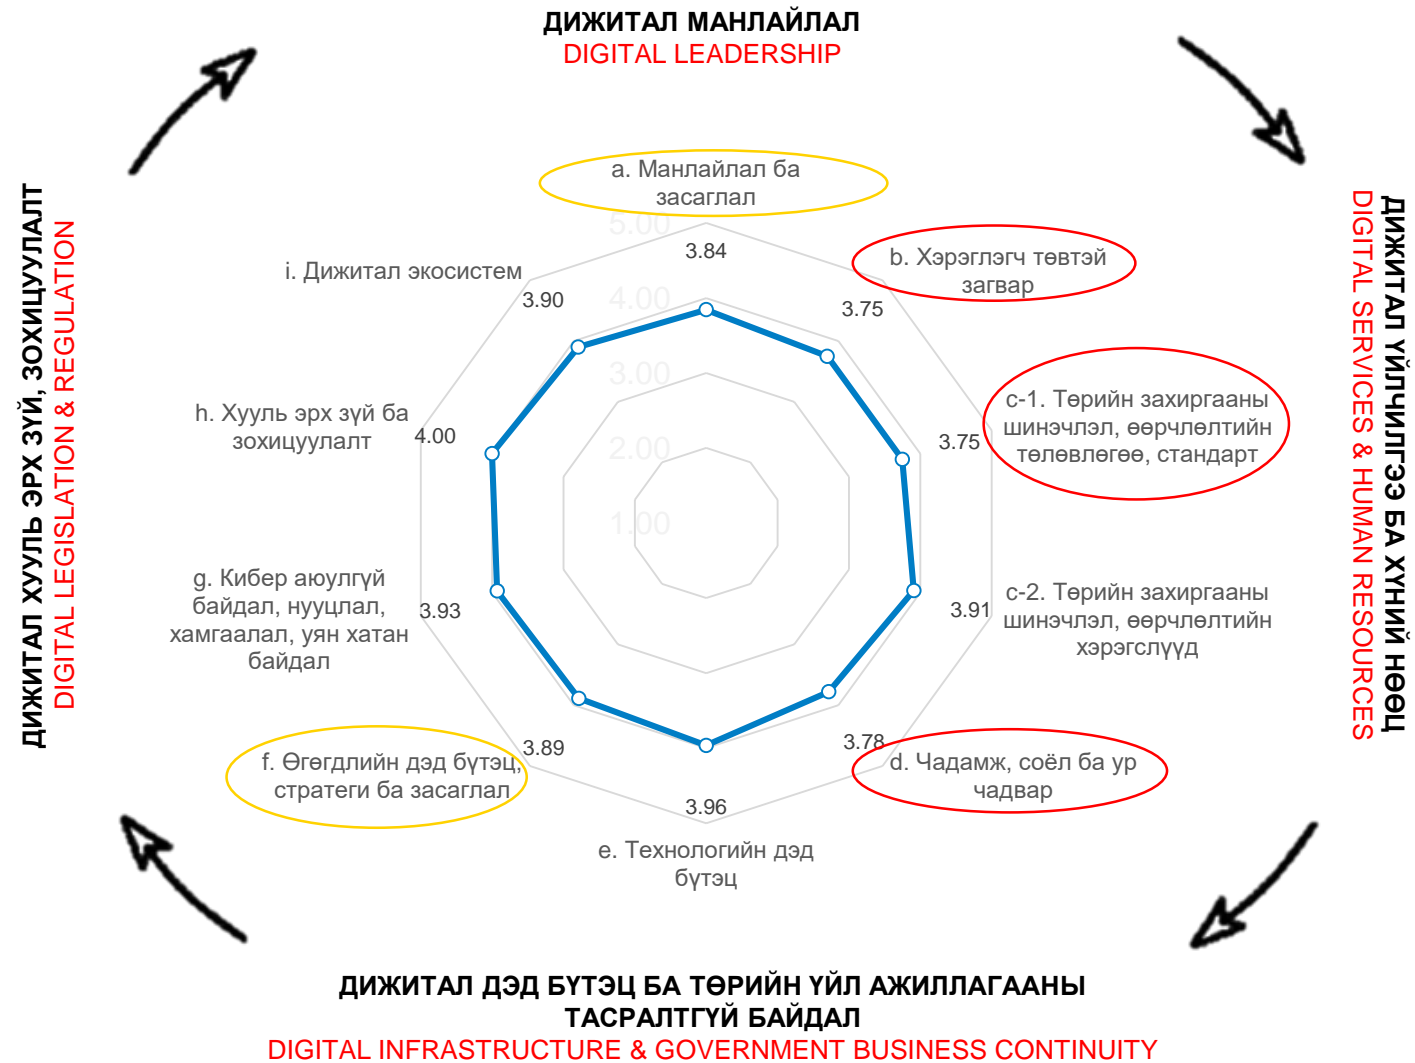 ДИЖИТАЛ МАНЛАЙЛАЛ
DIGITAL LEADERSHIP
a. Манлайлал ба
засаглал
3.84
b. Хэрэглэгч төвтэй
загвар
3.75
c-1. Төрийн захиргааны
шинэчлэл, өөрчлөлтийн
төлөвлөгөө, стандарт
3.75
c-2. Төрийн захиргааны
шинэчлэл, өөрчлөлтийн
хэрэгслүүд
3.91
d. Чадамж, соёл ба ур
чадвар
3.78
e. Технологийн дэд
бүтэц
3.96
f. Өгөгдлийн дэд бүтэц,
стратеги ба засаглал
3.89
g. Кибер аюулгүй
байдал, нууцлал,
хамгаалал, уян хатан
байдал
3.93
h. Хууль эрх зүй ба
зохицуулалт
4.00
i. Дижитал экосистем
3.90
5.00
4.00
3.00
2.00
1.00
ДИЖИТАЛ ҮЙЛЧИЛГЭЭ БА ХҮНИЙ НӨӨЦ
DIGITAL SERVICES & HUMAN RESOURCES
ДИЖИТАЛ ДЭД БҮТЭЦ БА ТӨРИЙН ҮЙЛ АЖИЛЛАГААНЫ
ТАСРАЛТГҮЙ БАЙДАЛ
DIGITAL INFRASTRUCTURE & GOVERNMENT BUSINESS CONTINUITY
ДИЖИТАЛ ХУУЛЬ ЭРХ ЗҮЙ, ЗОХИЦУУЛАЛТ
DIGITAL LEGISLATION & REGULATION